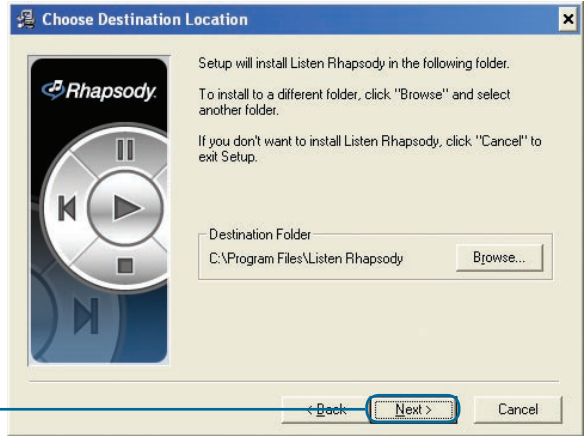 Choose Destination Location
Rhapsody.
Setup will install Listen Rhapsody in the following folder.
To install to a different folder, click "Browse" and select
another folder.
If you don't want to install Listen Rhapsody, click "Cancel" to
exit Setup.
Destination Folder
C:\Program Files\Listen Rhapsody
Browse...
< Back
Next >
Cancel